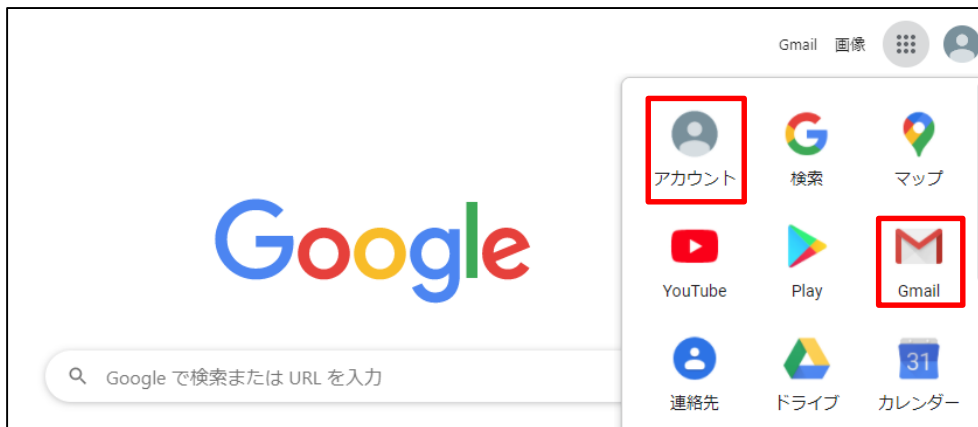 Gmail 画像
アカウント 検索 マップ
Google
YouTube Play Gmail
Google で検索または URL を入力
31
連絡先 ドライブ カレンダー